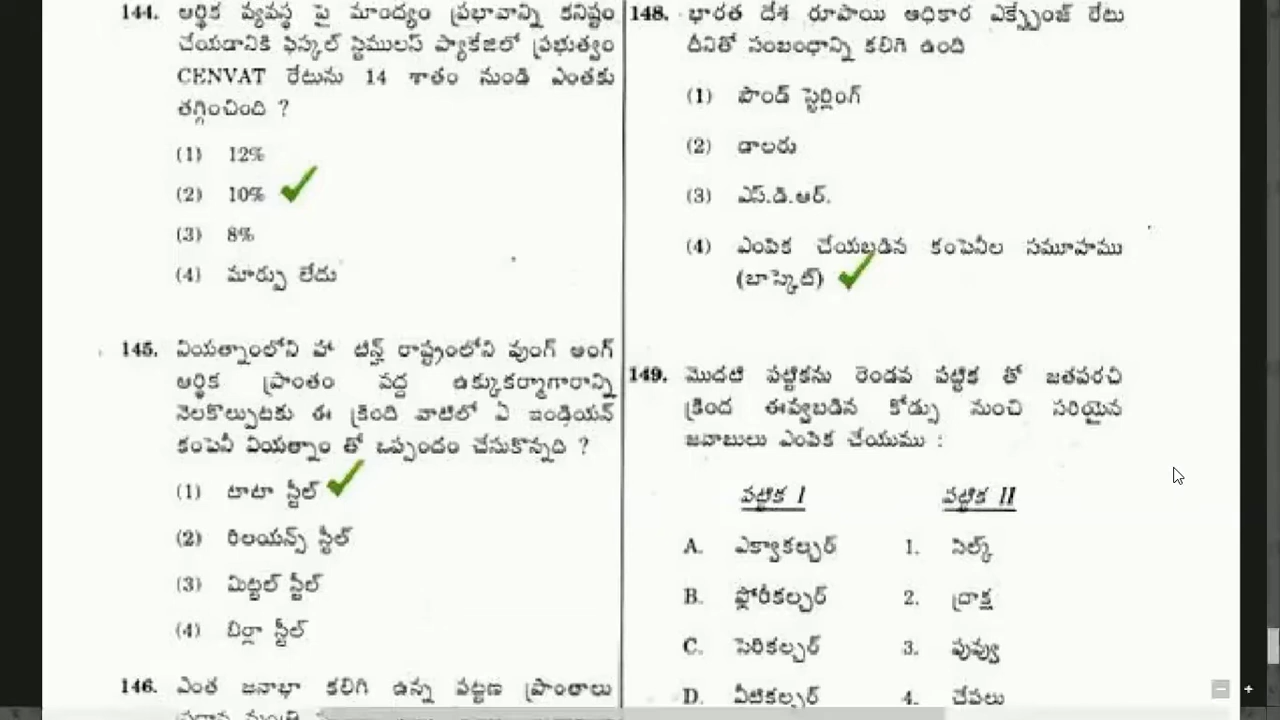 144. ఆర్థిక వ్యవస్థ పై మాంద్యం ప్రభావాన్ని కనిష్టం
చేయడానికి ఫిస్కల్ స్టిములస్ ప్యాకేజిలో ప్రభుత్వం
CENVAT రేటును 14 శాతం నుండి ఎంతకు
తగ్గించింది ?
(1) 12%
(2) 10%
(3) 8%
(4) మార్పు లేదు
145. వియత్నాంలోని హా టిన్హ్ రాష్ట్రంలోని వుంగ్ ఆంగ్
ఆర్థిక ప్రాంతం వద్ద ఉక్కుకర్మాగారాన్ని
నెలకొల్పుటకు ఈ క్రింది వాటిలో ఏ ఇండియన్
కంపెనీ వియత్నాం తో ఒప్పందం చేసుకొన్నది ?
(1) టాటా స్టీల్
(2) రిలయన్స్ స్టీల్
(3) మిట్టల్ స్టీల్
(4) బిర్లా స్టీల్
146. ఎంత జనాభా కలిగి ఉన్న పట్టణ ప్రాంతాలు
148. భారత దేశ రూపాయి అధికార ఎక్స్ఛేంజ్ రేటు
దీనితో సంబంధాన్ని కలిగి ఉంది
(1) పౌండ్ స్టెర్లింగ్
(2) డాలరు
(3) ఎస్.డి.ఆర్.
(4) ఎంపిక చేయబడిన కంపెనీల సమూహము
(బాస్కెట్)
149. మొదటి పట్టికను రెండవ పట్టిక తో జతపరచి
క్రింద ఈవ్వబడిన కోడ్సు నుంచి సరియైన
జవాబులు ఎంపిక చేయుము :
పట్టిక I పట్టిక II
A. ఎక్వాకల్చర్ 1. సిల్క్
B. ఫ్లోరీకల్చర్ 2. ద్రాక్ష
C. సెరికల్చర్ 3. పువ్వు
D. వీటికల్చర్ 4. చేపలు